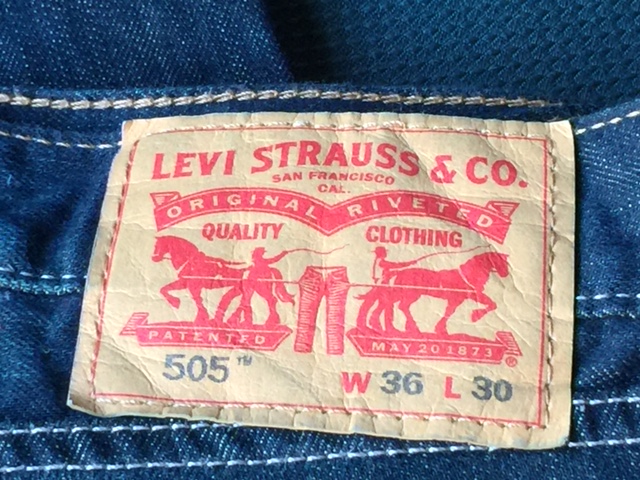 LEVI STRAUSS & CO.
SAN FRANCISCO
CAL.
ORIGINAL RIVETED
QUALITY CLOTHING
PATENTED MAY 20 1873 ®
505™ W 36 L 30